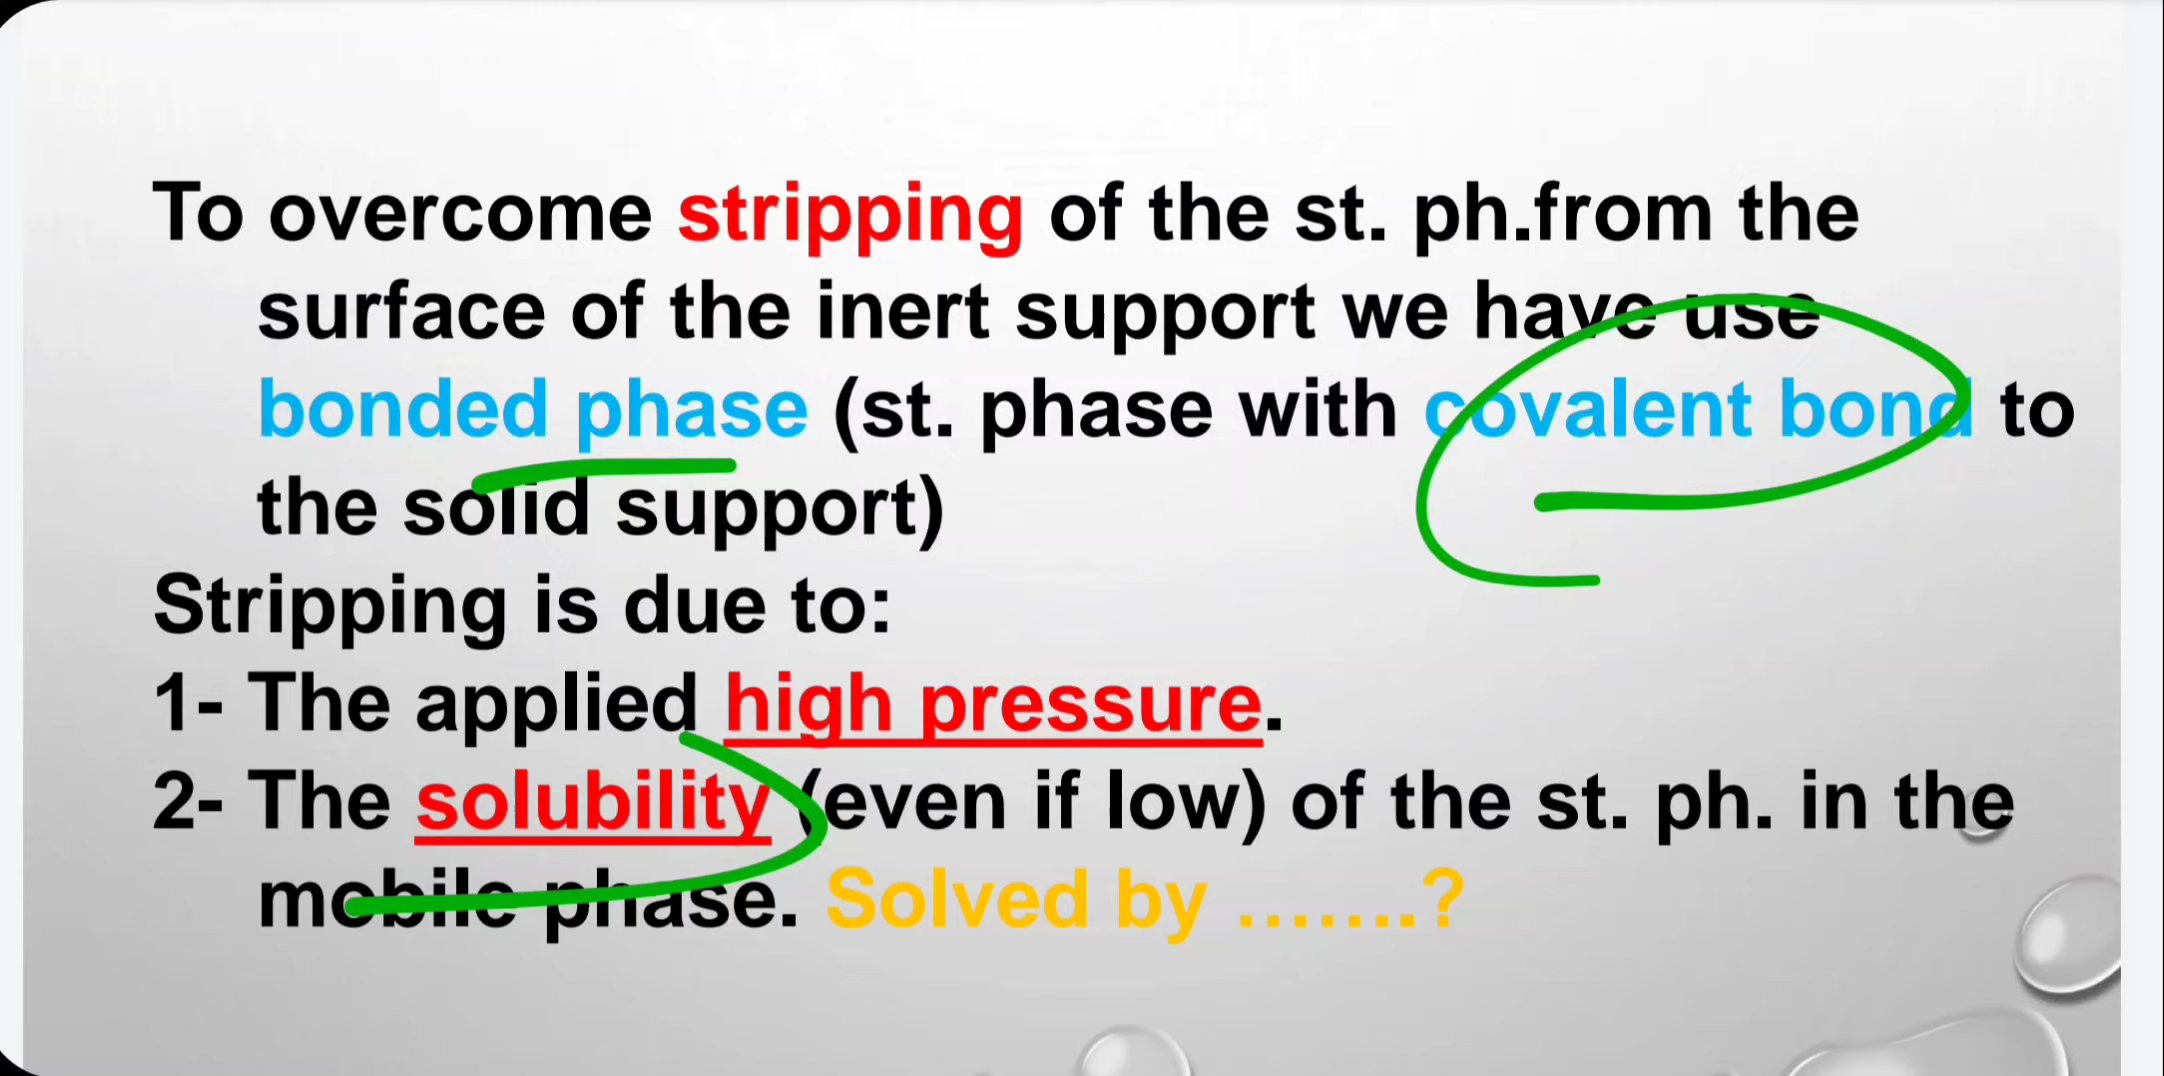 To overcome stripping of the st. ph.from the
surface of the inert support we have use
bonded phase (st. phase with covalent bond to
the solid support)
Stripping is due to:
1- The applied high pressure.
2- The solubility (even if low) of the st. ph. in the
mobile phase. Solved by .......?